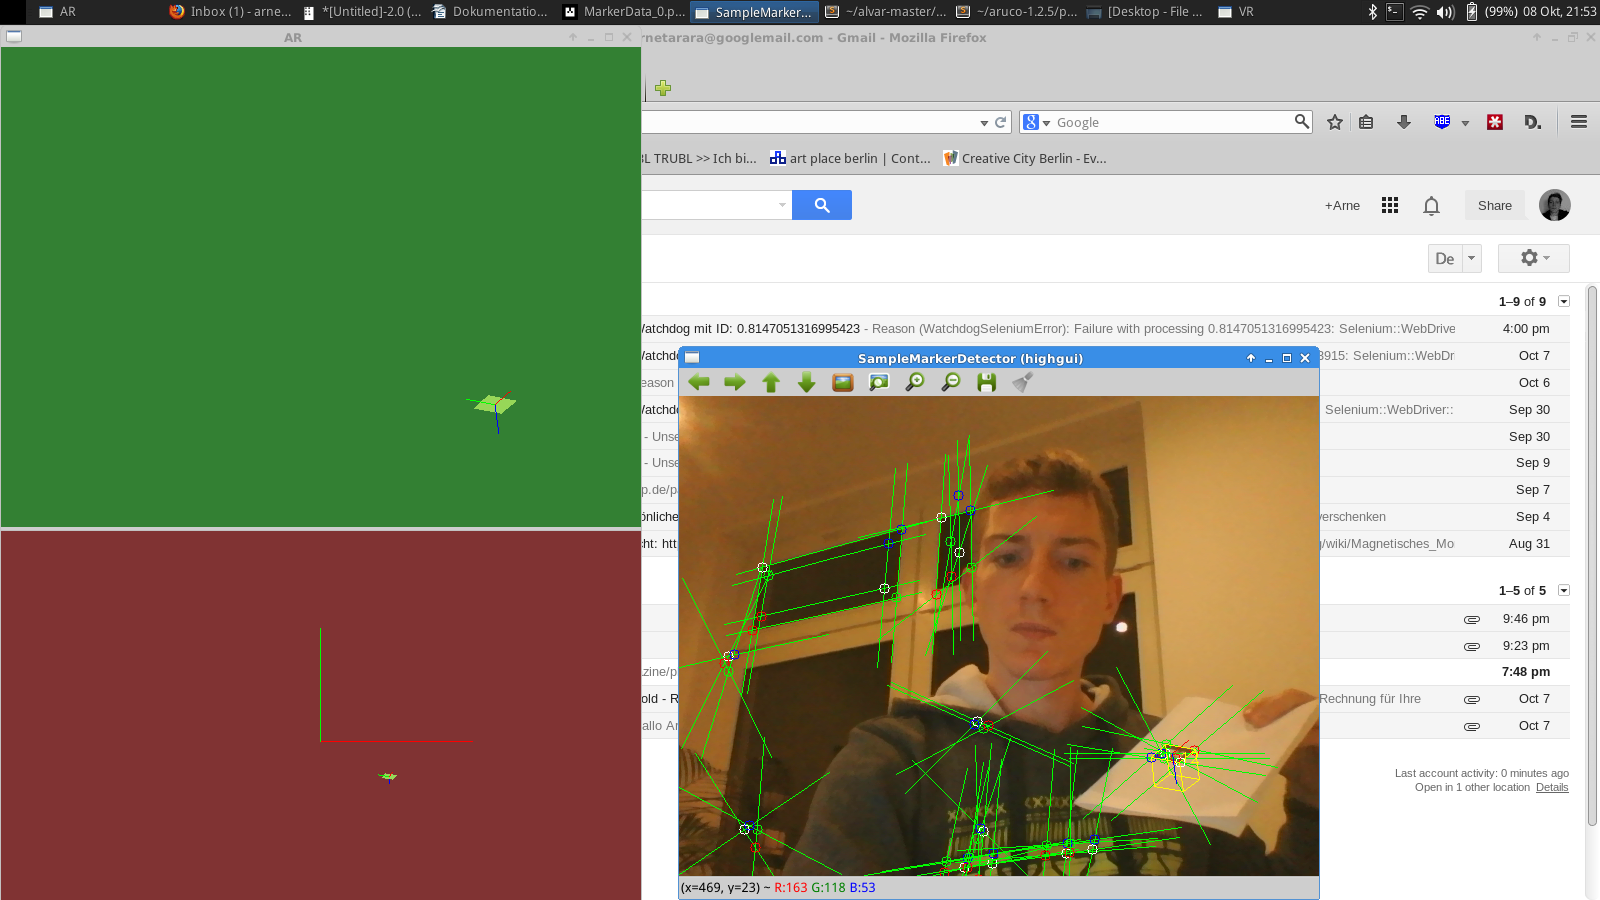 AR
Inbox (1) - arne...
*[Untitled]-2.0 (...
Dokumentatio...
MarkerData_0.p...
SampleMarker...
~/alvar-master/...
~/aruco-1.2.5/p...
[Desktop - File ...
VR
(99%) 08 Okt, 21:53
AR
rnetarara@googlemail.com - Gmail - Mozilla Firefox
Google
ABE
D.
BL TRUBL >> Ich bi...
art place berlin | Cont...
Creative City Berlin - Ev...
+Arne
Share
De
1–9 of 9
Watchdog mit ID: 0.8147051316995423 - Reason (WatchdogSeleniumError): Failure with processing 0.8147051316995423: Selenium::WebDrive
4:00 pm
Watchdo
3915: Selenium::WebDr
Oct 7
eason
Oct 6
Watchdo
Selenium::WebDriver::
Sep 30
- Unse
Sep 30
- Unse
Sep 9
p.de/p
Sep 7
önliche
verschenken
Sep 4
cht: htt
g/wiki/Magnetisches_Mo
Aug 31
SampleMarkerDetector (highgui)
1–5 of 5
9:46 pm
9:23 pm
zine/p
7:48 pm
old - R
Rechnung für Ihre
Oct 7
allo Ar
Oct 7
Last account activity: 0 minutes ago
Open in 1 other location Details
(x=469, y=23) ~ R:163 G:118 B:53